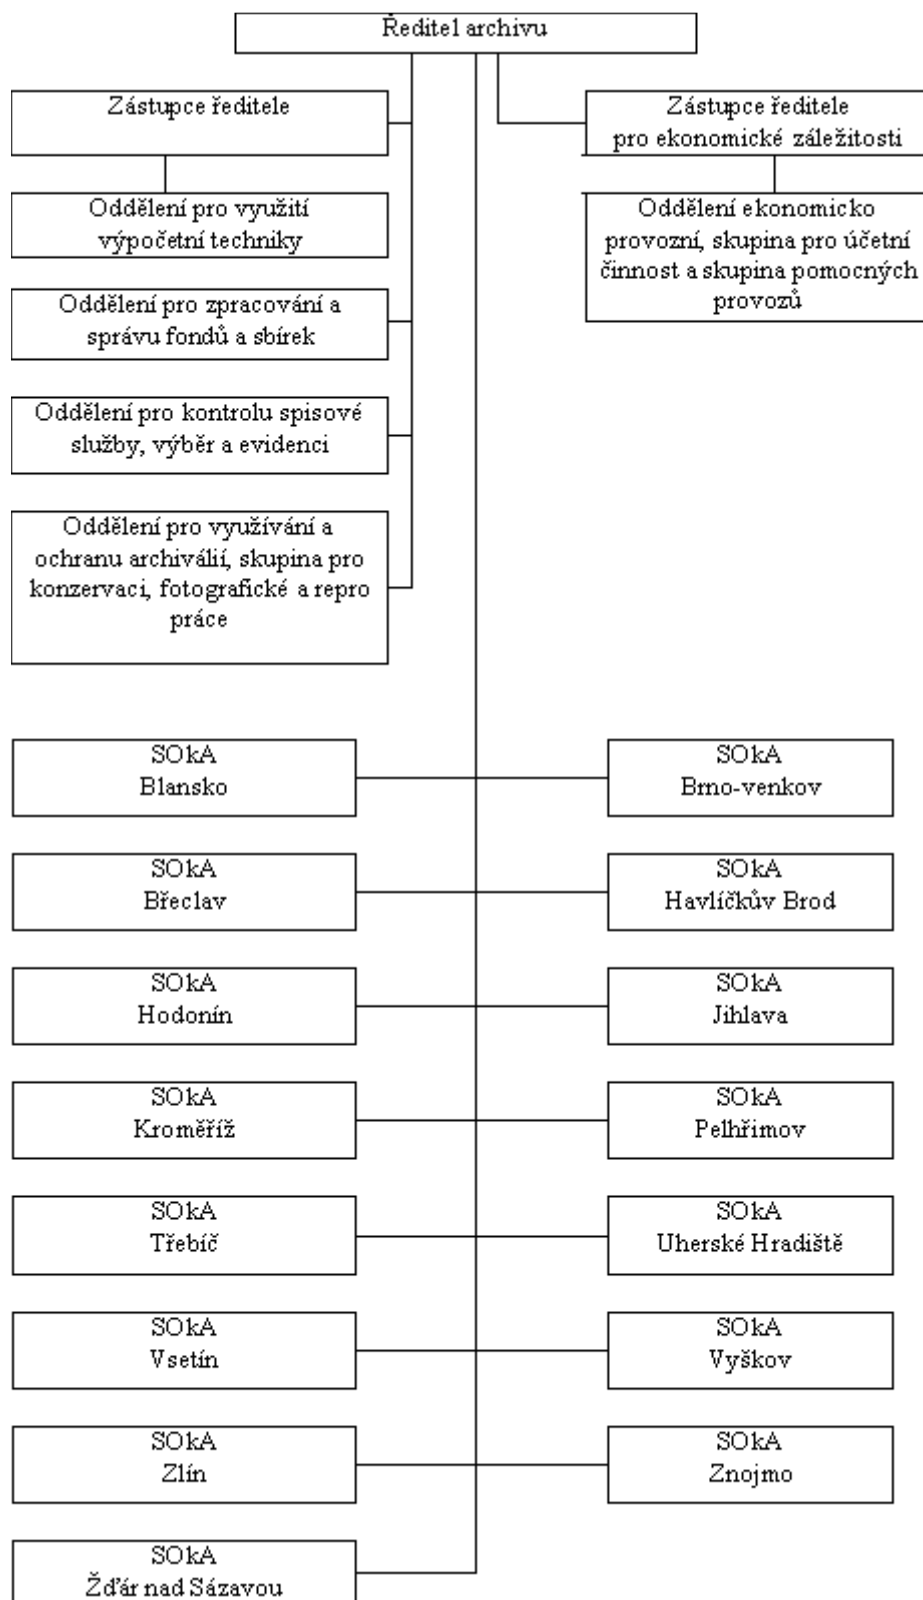 Ředitel archivu
Zástupce ředitele
Zástupce ředitele
pro ekonomické záležitosti
Oddělení pro využití
výpočetní techniky
Oddělení ekonomicko
provozní, skupina pro účetní
činnost a skupina pomocných
provozů
Oddělení pro zpracování a
správu fondů a sbírek
Oddělení pro kontrolu spisové
služby, výběr a evidenci
Oddělení pro využívání a
ochranu archiválií, skupina pro
konzervaci, fotografické a repro
práce
SOkA
Blansko
SOkA
Brno-venkov
SOkA
Břeclav
SOkA
Havlíčkův Brod
SOkA
Hodonín
SOkA
Jihlava
SOkA
Kroměříž
SOkA
Pelhřimov
SOkA
Třebíč
SOkA
Uherské Hradiště
SOkA
Vsetín
SOkA
Vyškov
SOkA
Zlín
SOkA
Znojmo
SOkA
Žďár nad Sázavou